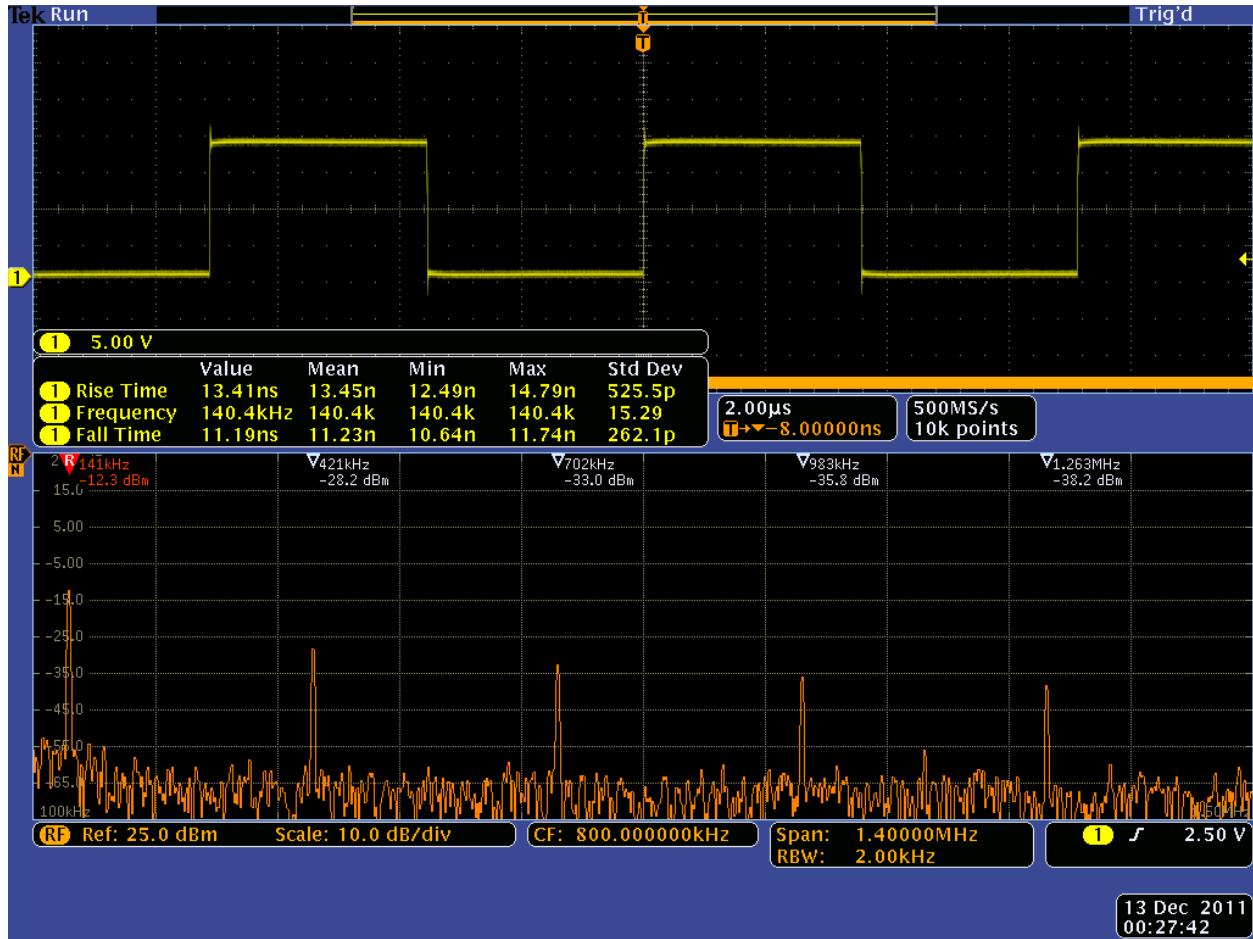 Tek Run Trig'd
T
T
1
1 5.00 V
Value Mean Min Max Std Dev
1 Rise Time 13.41ns 13.45n 12.49n 14.79n 525.5p
1 Frequency 140.4kHz 140.4k 140.4k 140.4k 15.29
1 Fall Time 11.19ns 11.23n 10.64n 11.74n 262.1p
2.00µs
T→▼-8.00000ns
500MS/s
10k points
RF
N
R 141kHz
-12.3 dBm
421kHz
-28.2 dBm
702kHz
-33.0 dBm
983kHz
-35.8 dBm
1.263MHz
-38.2 dBm
15.0
5.00
-5.00
-15.0
-25.0
-35.0
-45.0
-55.0
-65.0
100kHz
RF Ref: 25.0 dBm Scale: 10.0 dB/div
CF: 800.000000kHz
Span: 1.40000MHz
RBW: 2.00kHz
1 2.50 V
13 Dec 2011
00:27:42